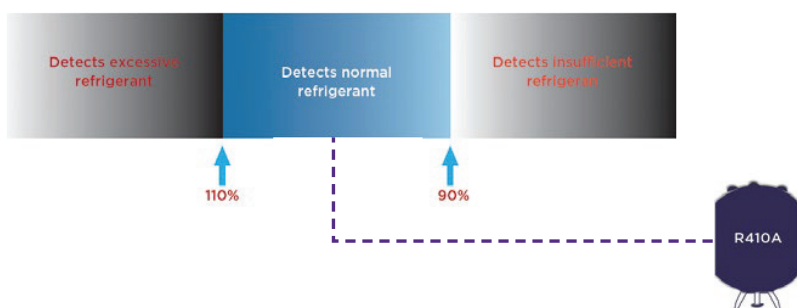 Detects excessive
refrigerant
Detects normal
refrigerant
Detects insufficient
refrigeran
110%
90%
R410A